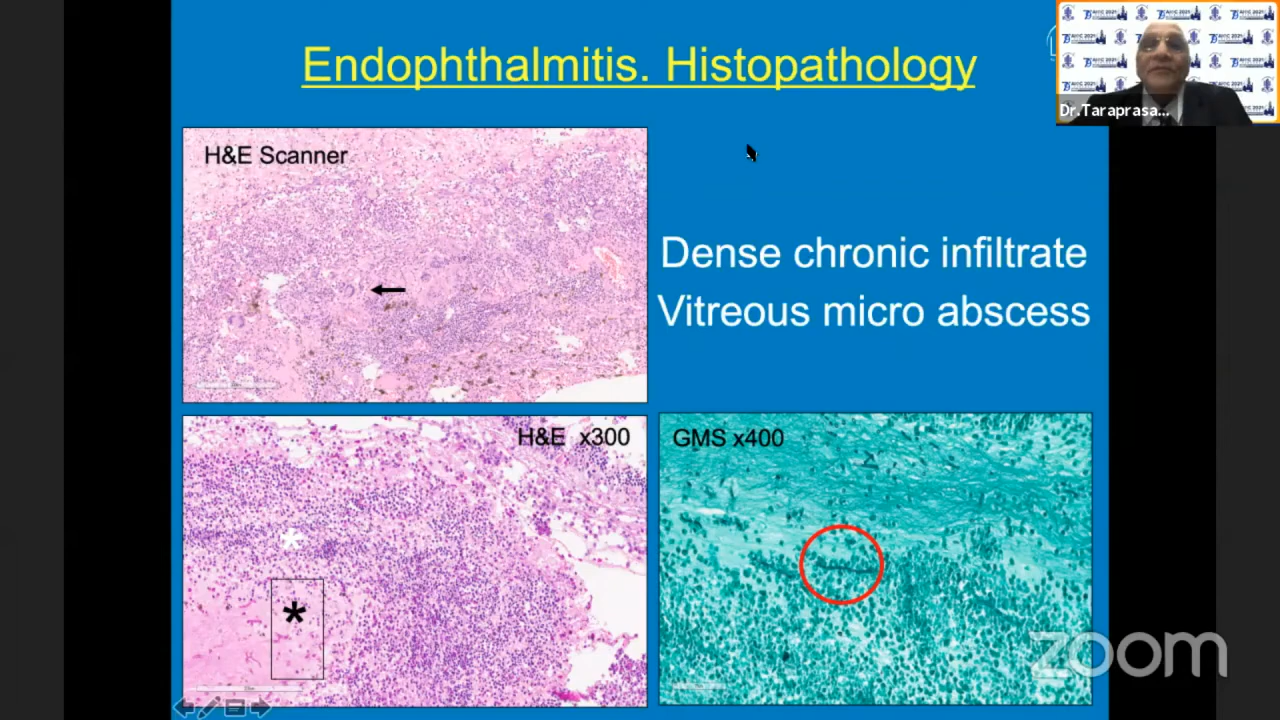 Endophthalmitis. Histopathology
Dr.Taraprasa...
H&E Scanner
Dense chronic infiltrate
Vitreous micro abscess
H&E x300
*
*
GMS x400
zoom